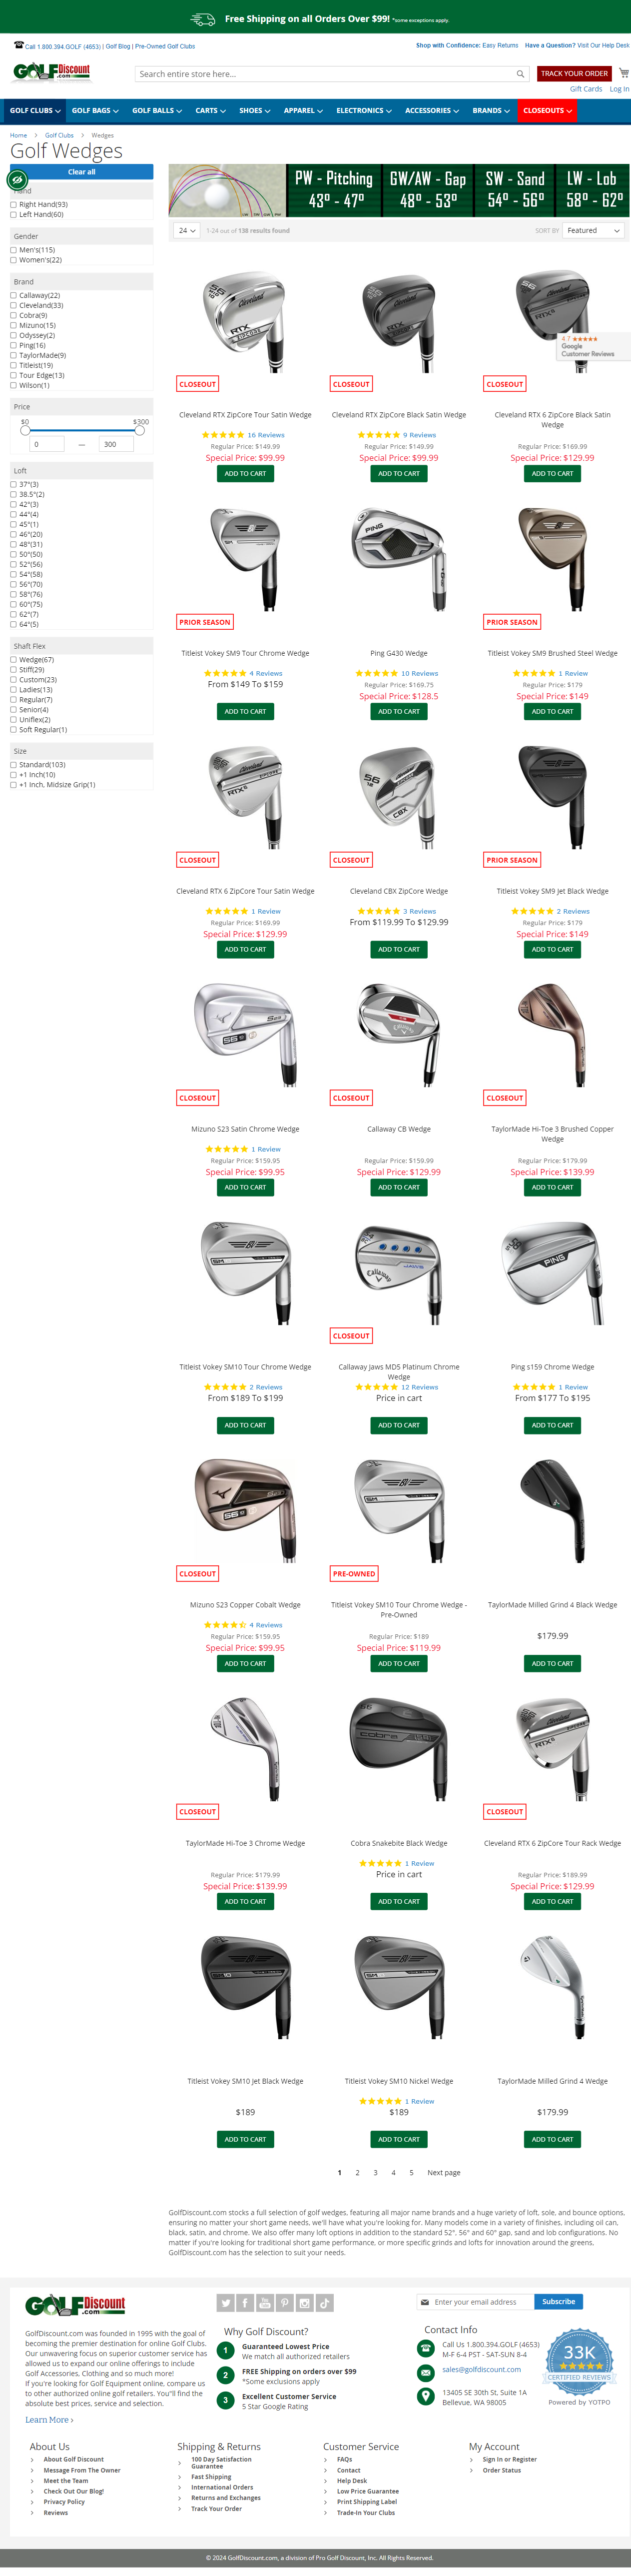 Free Shipping on all Orders Over $99! *some exceptions apply.
Call 1.800.394.GOLF (4653) | Golf Blog | Pre-Owned Golf Clubs
Shop with Confidence: Easy Returns Have a Question? Visit Our Help Desk
GOLF Discount .com
Search entire store here...
TRACK YOUR ORDER
Gift Cards Log In
GOLF CLUBS GOLF BAGS GOLF BALLS CARTS SHOES APPAREL ELECTRONICS ACCESSORIES BRANDS CLOSEOUTS
Home > Golf Clubs > Wedges
Golf Wedges
Clear all
Hand
Right Hand(93)
Left Hand(60)
Gender
Men's(115)
Women's(22)
Brand
Callaway(22)
Cleveland(33)
Cobra(9)
Mizuno(15)
Odyssey(2)
Ping(16)
TaylorMade(9)
Titleist(19)
Tour Edge(13)
Wilson(1)
Price
$0 $300
0 — 300
Loft
37°(3)
38.5°(2)
42°(3)
44°(4)
45°(1)
46°(20)
48°(31)
50°(50)
52°(56)
54°(58)
56°(70)
58°(76)
60°(75)
62°(7)
64°(5)
Shaft Flex
Wedge(67)
Stiff(29)
Custom(23)
Ladies(13)
Regular(7)
Senior(4)
Uniflex(2)
Soft Regular(1)
Size
Standard(103)
+1 Inch(10)
+1 Inch, Midsize Grip(1)
PW - Pitching 43° - 47°
GW/AW - Gap 48° - 53°
SW - Sand 54° - 56°
LW - Lob 58° - 62°
24 1-24 out of 138 results found
SORT BY Featured
4.7
Google
Customer Reviews
CLOSEOUT CLOSEOUT CLOSEOUT
Cleveland RTX ZipCore Tour Satin Wedge
16 Reviews
Regular Price: $149.99
Special Price: $99.99
ADD TO CART
Cleveland RTX ZipCore Black Satin Wedge
9 Reviews
Regular Price: $149.99
Special Price: $99.99
ADD TO CART
Cleveland RTX 6 ZipCore Black Satin
Wedge
Regular Price: $169.99
Special Price: $129.99
ADD TO CART
PRIOR SEASON
Titleist Vokey SM9 Tour Chrome Wedge
4 Reviews
From $149 To $159
ADD TO CART
Ping G430 Wedge
10 Reviews
Regular Price: $169.75
Special Price: $128.5
ADD TO CART
PRIOR SEASON
Titleist Vokey SM9 Brushed Steel Wedge
1 Review
Regular Price: $179
Special Price: $149
ADD TO CART
CLOSEOUT
Cleveland RTX 6 ZipCore Tour Satin Wedge
1 Review
Regular Price: $169.99
Special Price: $129.99
ADD TO CART
CLOSEOUT
Cleveland CBX ZipCore Wedge
3 Reviews
From $119.99 To $129.99
ADD TO CART
PRIOR SEASON
Titleist Vokey SM9 Jet Black Wedge
2 Reviews
Regular Price: $179
Special Price: $149
ADD TO CART
CLOSEOUT
Mizuno S23 Satin Chrome Wedge
1 Review
Regular Price: $159.95
Special Price: $99.95
ADD TO CART
CLOSEOUT
Callaway CB Wedge
Regular Price: $159.99
Special Price: $129.99
ADD TO CART
CLOSEOUT
TaylorMade Hi-Toe 3 Brushed Copper
Wedge
Regular Price: $179.99
Special Price: $139.99
ADD TO CART
Titleist Vokey SM10 Tour Chrome Wedge
2 Reviews
From $189 To $199
ADD TO CART
CLOSEOUT
Callaway Jaws MD5 Platinum Chrome
Wedge
12 Reviews
Price in cart
ADD TO CART
Ping s159 Chrome Wedge
1 Review
From $177 To $195
ADD TO CART
CLOSEOUT
Mizuno S23 Copper Cobalt Wedge
4 Reviews
Regular Price: $159.95
Special Price: $99.95
ADD TO CART
PRE-OWNED
Titleist Vokey SM10 Tour Chrome Wedge -
Pre-Owned
Regular Price: $189
Special Price: $119.99
ADD TO CART
TaylorMade Milled Grind 4 Black Wedge
$179.99
ADD TO CART
CLOSEOUT
TaylorMade Hi-Toe 3 Chrome Wedge
Regular Price: $179.99
Special Price: $139.99
ADD TO CART
Cobra Snakebite Black Wedge
1 Review
Price in cart
ADD TO CART
CLOSEOUT
Cleveland RTX 6 ZipCore Tour Rack Wedge
Regular Price: $189.99
Special Price: $129.99
ADD TO CART
Titleist Vokey SM10 Jet Black Wedge
$189
ADD TO CART
Titleist Vokey SM10 Nickel Wedge
1 Review
$189
ADD TO CART
TaylorMade Milled Grind 4 Wedge
$179.99
ADD TO CART
1 2 3 4 5 Next page
GolfDiscount.com stocks a full selection of golf wedges, featuring all major name brands and a huge variety of loft, sole, and bounce options,
ensuring no matter your short game needs, we'll have what you're looking for. Many models come in a variety of finishes, including oil can,
black, satin, and chrome. We also offer many loft options in addition to the standard 52°, 56° and 60° gap, sand and lob configurations. No
matter if you're looking for traditional short game performance, or more specific grinds and lofts for innovation around the greens,
GolfDiscount.com has the selection to suit your needs.
GOLF Discount .com
GolfDiscount.com was founded in 1995 with the goal of
becoming the premier destination for online Golf Clubs.
Our unwavering focus on superior customer service has
allowed us to expand our online offerings to include
Golf Accessories, Clothing and so much more!
If you're looking for Golf Equipment online, compare us
to other authorized online golf retailers. You''ll find the
absolute best prices, service and selection.
Learn More >
Why Golf Discount?
1 Guaranteed Lowest Price
We match all authorized retailers
2 FREE Shipping on orders over $99
*Some exclusions apply
3 Excellent Customer Service
5 Star Google Rating
Enter your email address Subscribe
Contact Info
Call Us 1.800.394.GOLF (4653)
M-F 6-4 PST - SAT-SUN 8-4
sales@golfdiscount.com
13405 SE 30th St, Suite 1A
Bellevue, WA 98005
33K
CERTIFIED REVIEWS
Powered by YOTPO
About Us
About Golf Discount
Message From The Owner
Meet the Team
Check Out Our Blog!
Privacy Policy
Reviews
Shipping & Returns
100 Day Satisfaction
Guarantee
Fast Shipping
International Orders
Returns and Exchanges
Track Your Order
Customer Service
FAQs
Contact
Help Desk
Low Price Guarantee
Print Shipping Label
Trade-In Your Clubs
My Account
Sign In or Register
Order Status
© 2024 GolfDiscount.com, a division of Pro Golf Discount, Inc. All Rights Reserved.